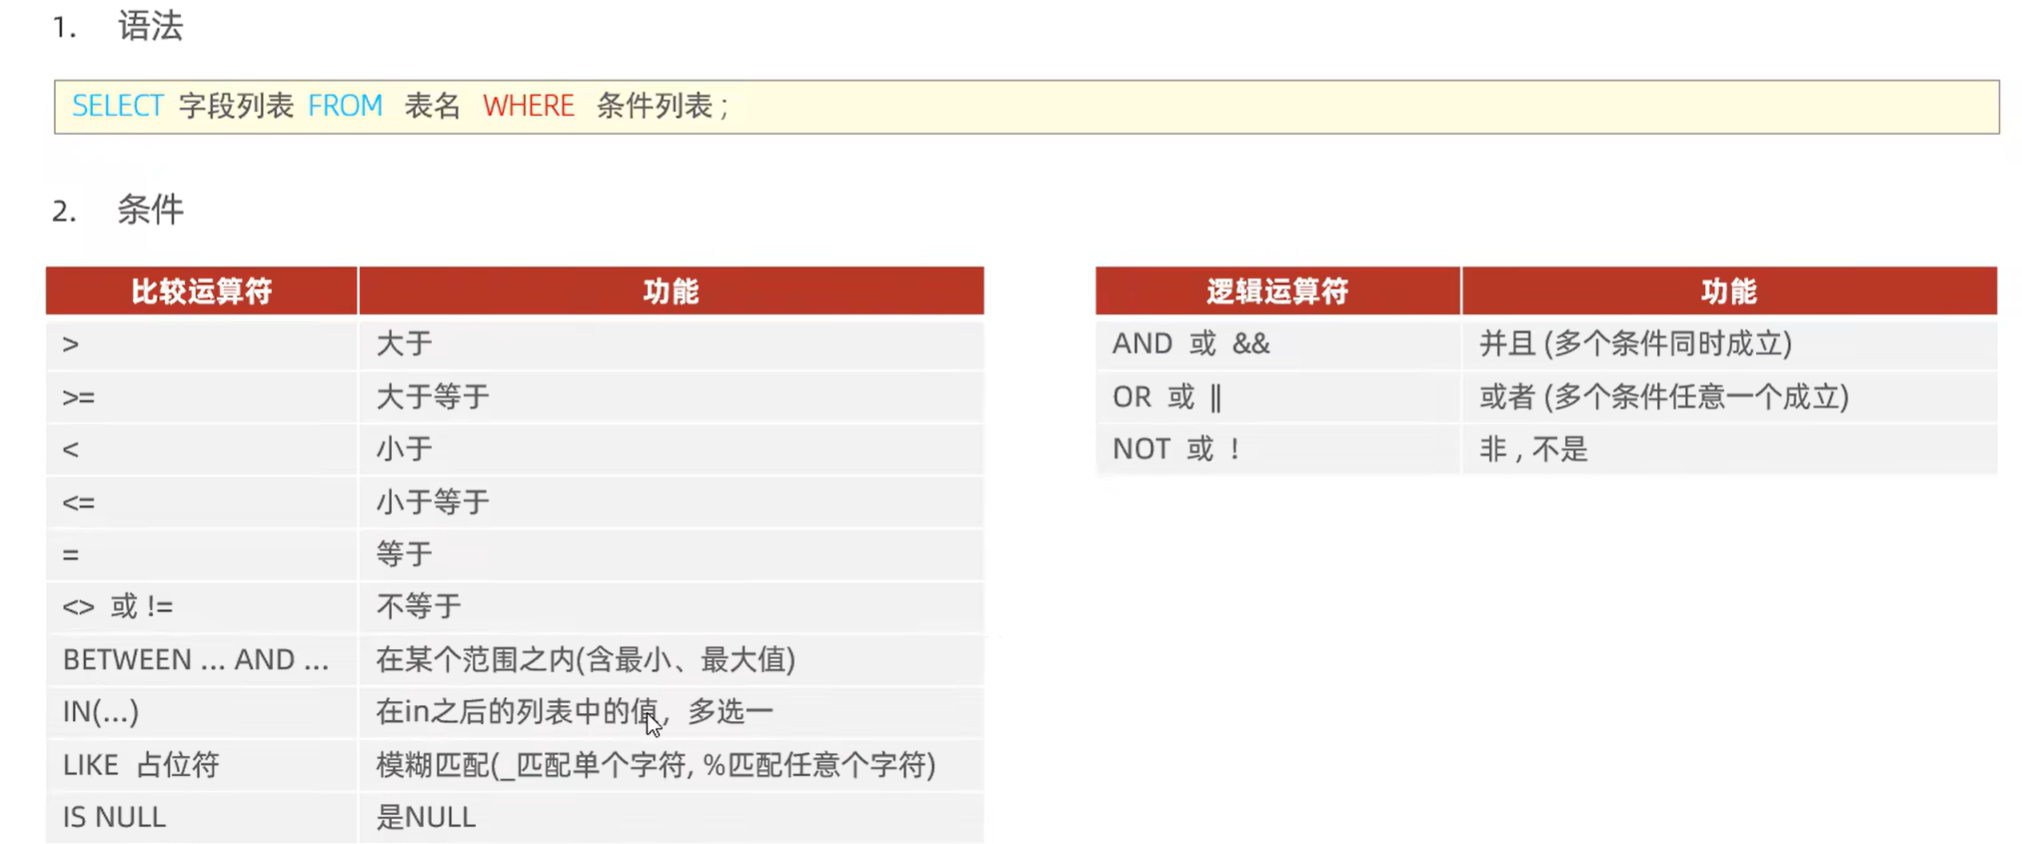 1. 语法
SELECT 字段列表 FROM 表名 WHERE 条件列表 ;
2. 条件
比较运算符 功能
> 大于
>= 大于等于
< 小于
<= 小于等于
= 等于
<> 或 != 不等于
BETWEEN ... AND ... 在某个范围之内(含最小、最大值)
IN(...) 在in之后的列表中的值，多选一
LIKE 占位符 模糊匹配(_匹配单个字符, %匹配任意个字符)
IS NULL 是NULL
逻辑运算符 功能
AND 或 && 并且 (多个条件同时成立)
OR 或 || 或者 (多个条件任意一个成立)
NOT 或 ! 非 , 不是